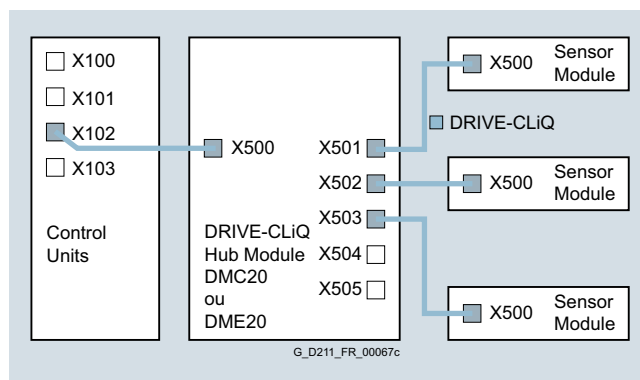 X100
X101
X102
X103
Control
Units
X500
X501
X502
X503
X504
X505
DRIVE-CLiQ
Hub Module
DMC20
ou
DME20
X500
Sensor
Module
DRIVE-CLiQ
X500
Sensor
Module
X500
Sensor
Module
G_D211_FR_00067c